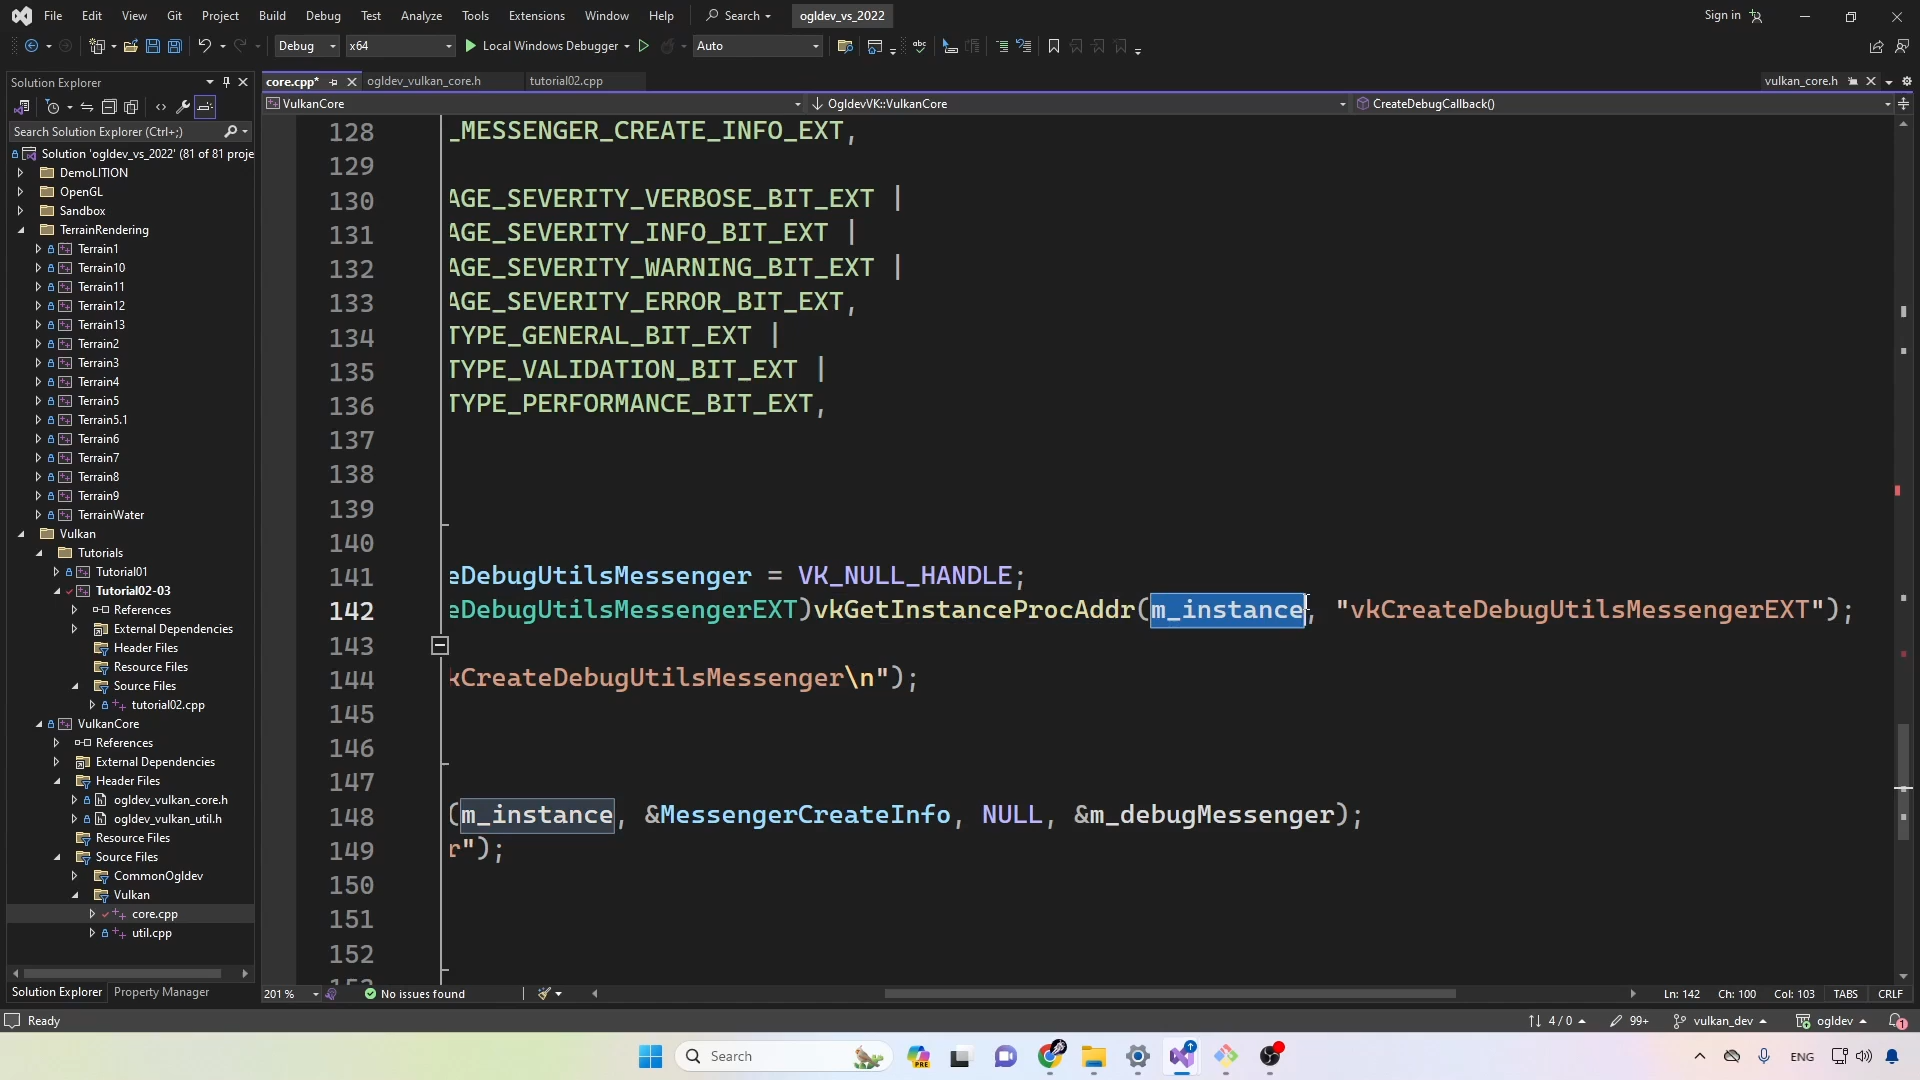 File Edit View Git Project Build Debug Test Analyze Tools Extensions Window Help Search ogldev_vs_2022 Sign in
Debug x64 Local Windows Debugger Auto
Solution Explorer
core.cpp* ogldev_vulkan_core.h tutorial02.cpp vulkan_core.h
VulkanCore OgldevVK::VulkanCore CreateDebugCallback()
Search Solution Explorer (Ctrl+;)
Solution 'ogldev_vs_2022' (81 of 81 proje
DemoLITION
OpenGL
Sandbox
TerrainRendering
Terrain1
Terrain10
Terrain11
Terrain12
Terrain13
Terrain2
Terrain3
Terrain4
Terrain5
Terrain5.1
Terrain6
Terrain7
Terrain8
Terrain9
TerrainWater
Vulkan
Tutorials
Tutorial01
Tutorial02-03
References
External Dependencies
Header Files
Resource Files
Source Files
tutorial02.cpp
VulkanCore
References
External Dependencies
Header Files
ogldev_vulkan_core.h
ogldev_vulkan_util.h
Resource Files
Source Files
CommonOgldev
Vulkan
core.cpp
util.cpp
Solution Explorer Property Manager
128 _MESSENGER_CREATE_INFO_EXT,
129
130 AGE_SEVERITY_VERBOSE_BIT_EXT |
131 AGE_SEVERITY_INFO_BIT_EXT |
132 AGE_SEVERITY_WARNING_BIT_EXT |
133 AGE_SEVERITY_ERROR_BIT_EXT,
134 TYPE_GENERAL_BIT_EXT |
135 TYPE_VALIDATION_BIT_EXT |
136 TYPE_PERFORMANCE_BIT_EXT,
137
138
139
140
141 eDebugUtilsMessenger = VK_NULL_HANDLE;
142 eDebugUtilsMessengerEXT)vkGetInstanceProcAddr(m_instance, "vkCreateDebugUtilsMessengerEXT");
143
144 kCreateDebugUtilsMessenger\n");
145
146
147
148 (m_instance, &MessengerCreateInfo, NULL, &m_debugMessenger);
149 r");
150
151
152
201 % No issues found Ln: 142 Ch: 100 Col: 103 TABS CRLF
Ready 4 / 0 99+ vulkan_dev ogldev 1
Search PRE ENG